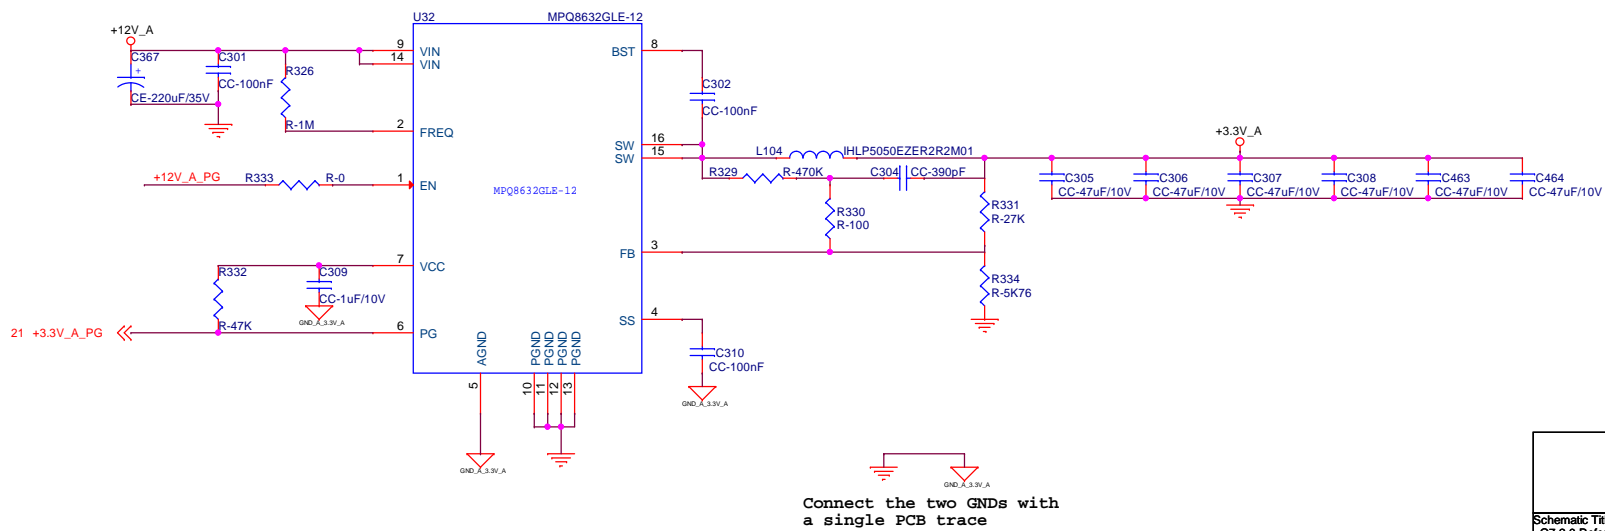 U32
MPQ8632GLE-12
+12V_A
C367
CE-220uF/35V
C301
CC-100nF
R326
R-1M
9
VIN
14
VIN
2
FREQ
+12V_A_PG
R333
R-0
1
EN
MPQ8632GLE-12
7
VCC
R332
R-47K
C309
CC-1uF/10V
GND_A_3.3V_A
21 +3.3V_A_PG
6
PG
AGND
PGND
PGND
PGND
PGND
5
10
11
12
13
GND_A_3.3V_A
BST
8
C302
CC-100nF
SW
16
SW
15
L104
IHLP5050EZER2R2M01
R329
R-470K
C304
CC-390pF
R330
R-100
R331
R-27K
FB
3
R334
R-5K76
SS
4
C310
CC-100nF
GND_A_3.3V_A
+3.3V_A
C305
CC-47uF/10V
C306
CC-47uF/10V
C307
CC-47uF/10V
C308
CC-47uF/10V
C463
CC-47uF/10V
C464
CC-47uF/10V
GND_A_3.3V_A
Connect the two GNDs with
a single PCB trace
Schematic Tit